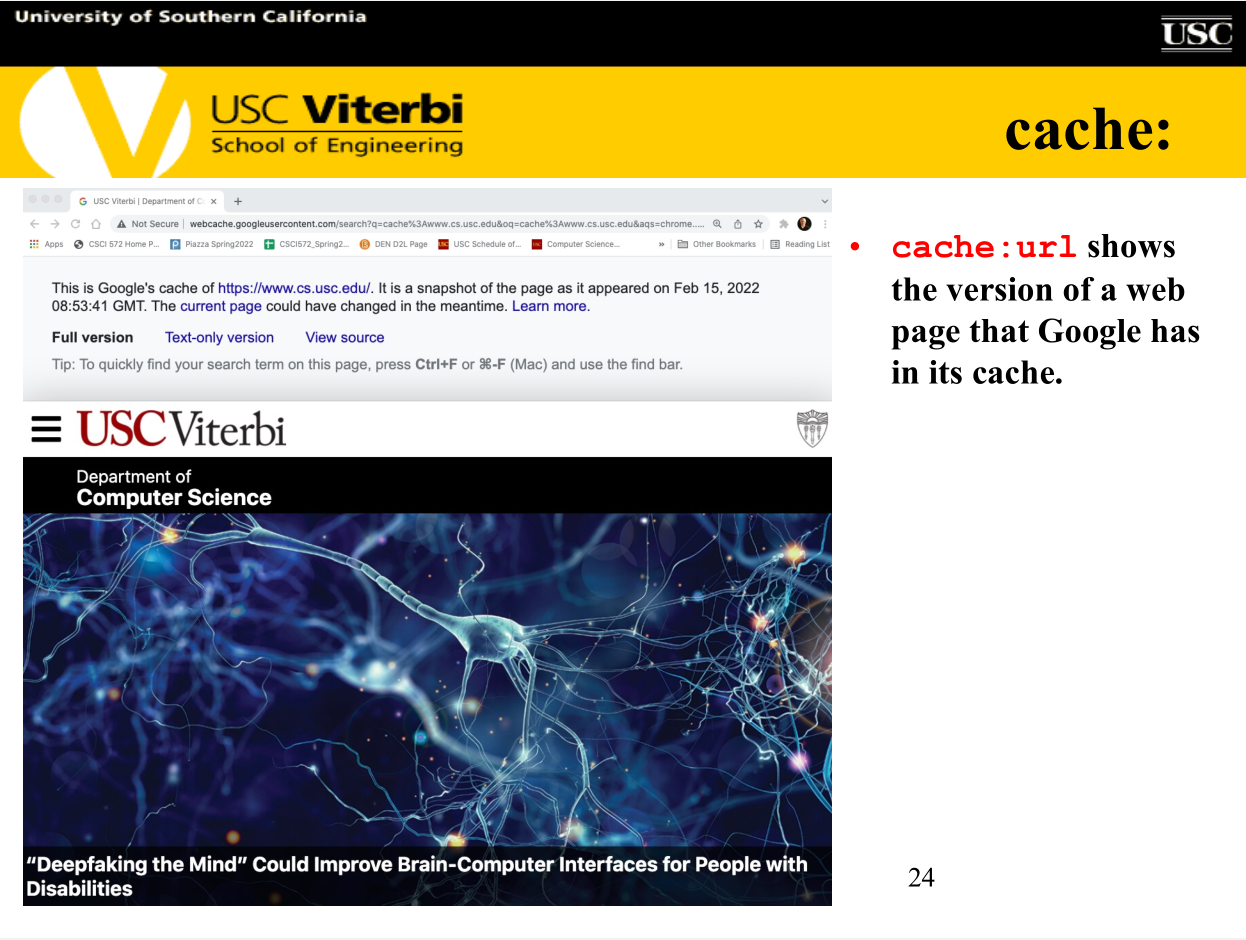 University of Southern California
USC
USC Viterbi
School of Engineering
cache:
USC Viterbi | Department of C
Not Secure | webcache.googleusercontent.com/search?q=cache%3Awww.cs.usc.edu&oq=cache%3Awww.cs.usc.edu&aqs=chrome.....
Apps CSCI 572 Home P... Piazza Spring2022 CSCI572_Spring2... DEN D2L Page USC Schedule of... Computer Science... » Other Bookmarks Reading List
This is Google's cache of https://www.cs.usc.edu/. It is a snapshot of the page as it appeared on Feb 15, 2022
08:53:41 GMT. The current page could have changed in the meantime. Learn more.
Full version Text-only version View source
Tip: To quickly find your search term on this page, press Ctrl+F or ⌘-F (Mac) and use the find bar.
USC Viterbi
Department of
Computer Science
“Deepfaking the Mind” Could Improve Brain-Computer Interfaces for People with
Disabilities
• cache:url shows
the version of a web
page that Google has
in its cache.
24